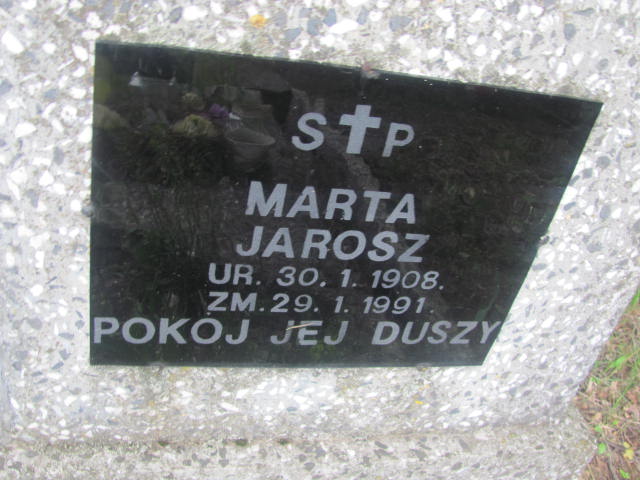 S✝P
MARTA
JAROSZ
UR. 30. 1. 1908.
ZM. 29. 1. 1991.
POKOJ JEJ DUSZY